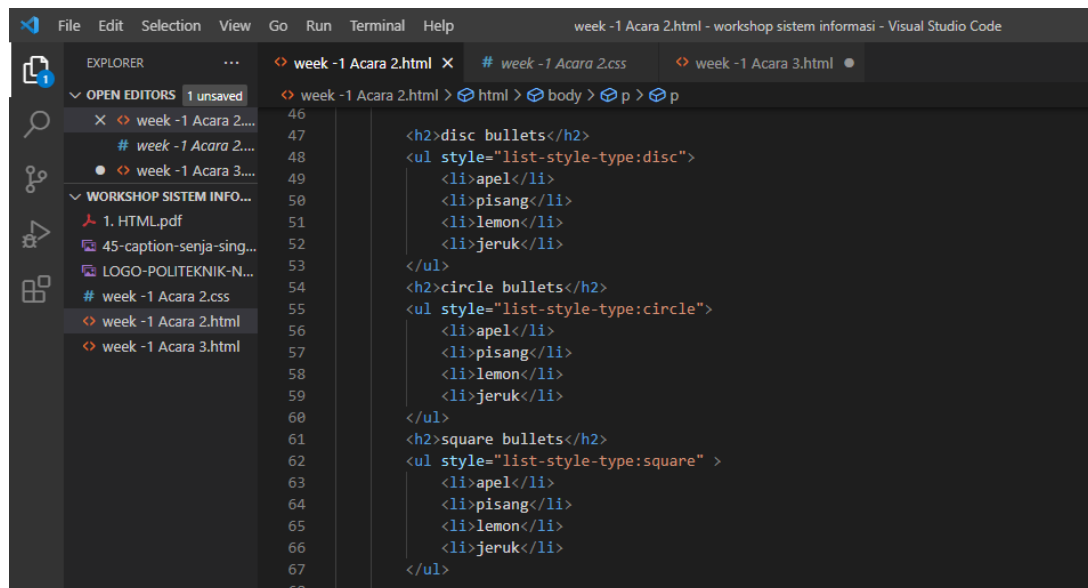 File Edit Selection View Go Run Terminal Help week -1 Acara 2.html - workshop sistem informasi - Visual Studio Code
EXPLORER ...
week -1 Acara 2.html # week -1 Acara 2.css week -1 Acara 3.html
OPEN EDITORS 1 unsaved
week -1 Acara 2....
# week -1 Acara 2....
week -1 Acara 3....
WORKSHOP SISTEM INFO...
1. HTML.pdf
45-caption-senja-sing...
LOGO-POLITEKNIK-N...
# week -1 Acara 2.css
week -1 Acara 2.html
week -1 Acara 3.html
1
week -1 Acara 2.html > html > body > p > p
46
47 <h2>disc bullets</h2>
48 <ul style="list-style-type:disc">
49 <li>apel</li>
50 <li>pisang</li>
51 <li>lemon</li>
52 <li>jeruk</li>
53 </ul>
54 <h2>circle bullets</h2>
55 <ul style="list-style-type:circle">
56 <li>apel</li>
57 <li>pisang</li>
58 <li>lemon</li>
59 <li>jeruk</li>
60 </ul>
61 <h2>square bullets</h2>
62 <ul style="list-style-type:square" >
63 <li>apel</li>
64 <li>pisang</li>
65 <li>lemon</li>
66 <li>jeruk</li>
67 </ul>